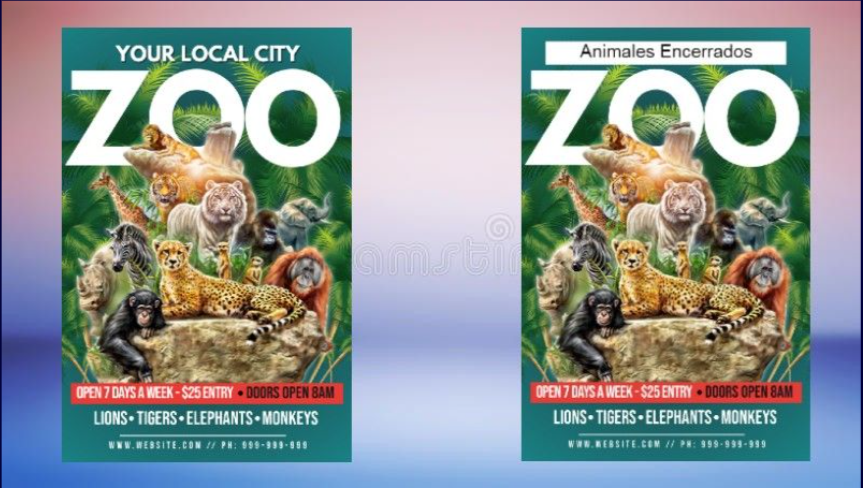 YOUR LOCAL CITY
ZOO
OPEN 7 DAYS A WEEK - $25 ENTRY • DOORS OPEN 8AM
LIONS • TIGERS • ELEPHANTS • MONKEYS
WWW.WEBSITE.COM // PH: 999-999-999
Animales Encerrados
ZOO
OPEN 7 DAYS A WEEK - $25 ENTRY • DOORS OPEN 8AM
LIONS • TIGERS • ELEPHANTS • MONKEYS
WWW.WEBSITE.COM // PH: 999-999-999